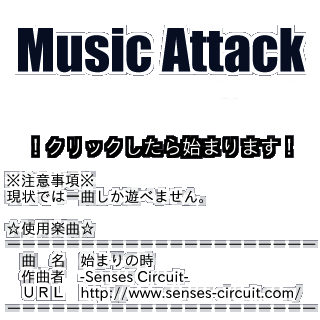 Music Attack
！クリックしたら始まります！
※注意事項※
現状では一曲しか遊べません。
☆使用楽曲☆
＝＝＝＝＝＝＝＝＝＝＝＝＝＝＝＝＝＝＝
曲　名　始まりの時
作曲者　-Senses Circuit-
ＵＲＬ　http://www.senses-circuit.com/
＝＝＝＝＝＝＝＝＝＝＝＝＝＝＝＝＝＝＝